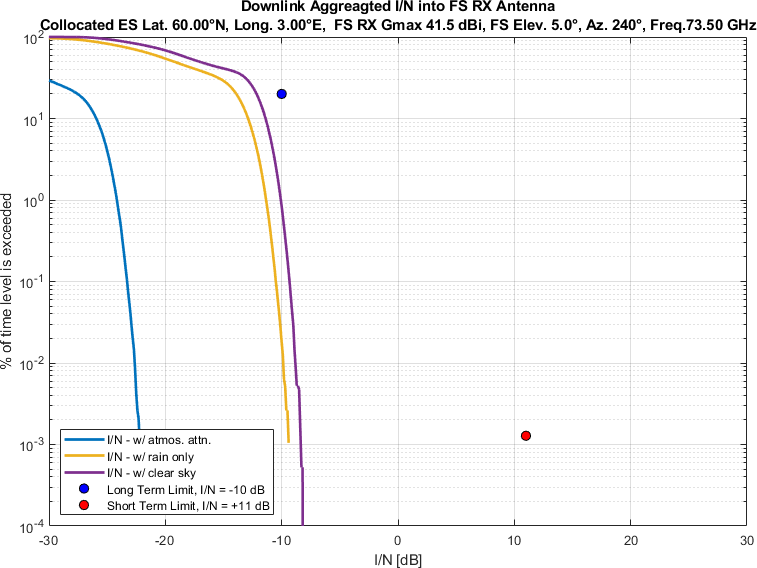 Downlink Aggreagted I/N into FS RX Antenna
Collocated ES Lat. 60.00°N, Long. 3.00°E, FS RX Gmax 41.5 dBi, FS Elev. 5.0°, Az. 240°, Freq.73.50 GHz
% of time level is exceeded
10^2
10^1
10^0
10^-1
10^-2
10^-3
10^-4
I/N - w/ atmos. attn.
I/N - w/ rain only
I/N - w/ clear sky
Long Term Limit, I/N = -10 dB
Short Term Limit, I/N = +11 dB
-30 -20 -10 0 10 20 30
I/N [dB]